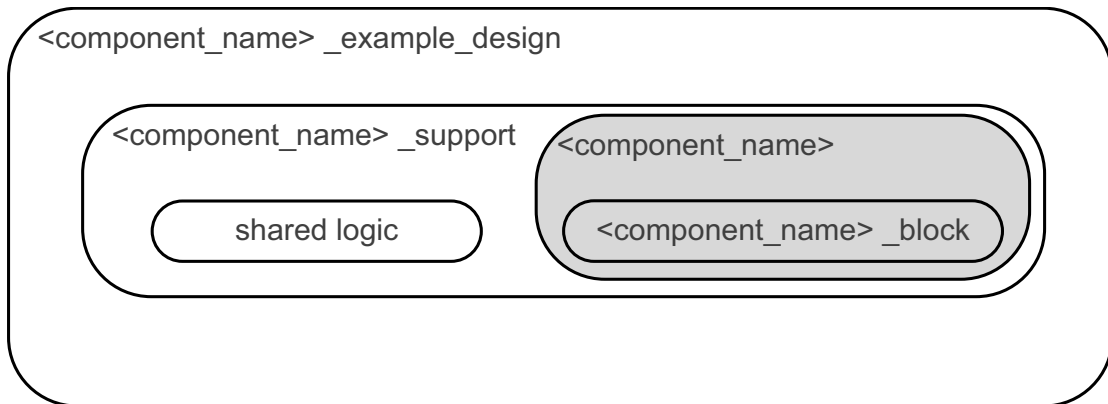 <component_name> _example_design
<component_name> _support
<component_name>
shared logic
<component_name> _block